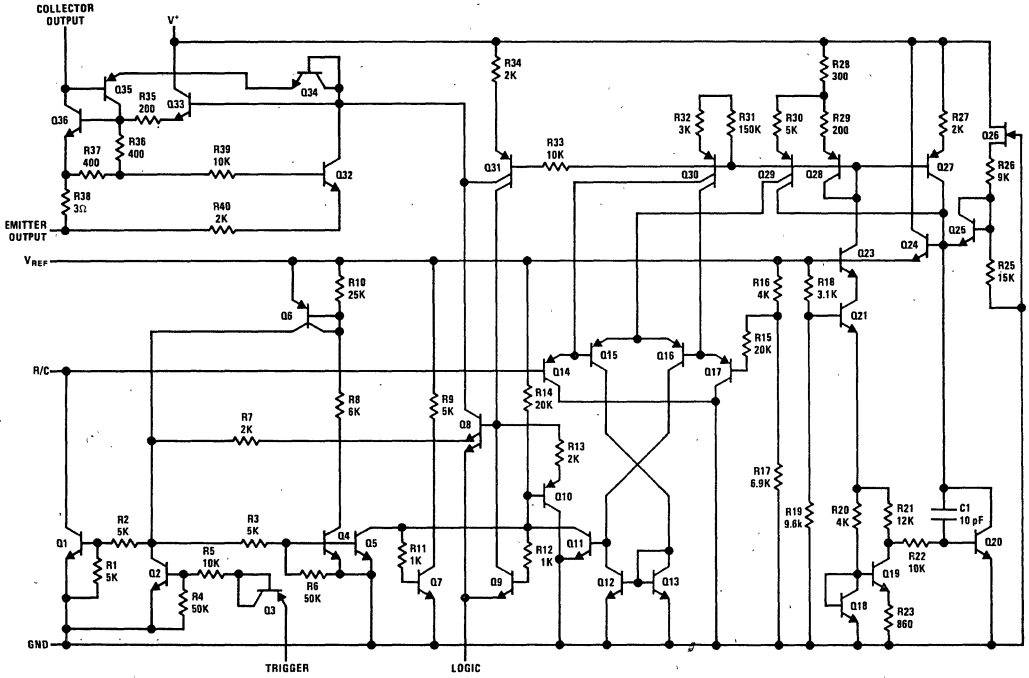 COLLECTOR
OUTPUT
V+
R34
2K
R28
300
Q34
Q35
R35
200
Q33
Q36
R36
400
R37
400
R39
10K
Q32
R38
3Ω
R40
2K
EMITTER
OUTPUT
Q31
R33
10K
R32
3K
R31
150K
Q30
R30
5K
R29
200
Q29
Q28
R27
2K
Q27
Q26
R26
9K
Q25
Q24
R25
15K
Q23
VREF
R10
25K
Q6
R16
4K
R18
3.1K
Q21
R15
20K
Q15
Q16
Q14
Q17
R/C
R8
6K
R9
5K
R14
20K
R7
2K
Q8
R13
2K
Q10
R17
6.9K
R19
9.6k
R20
4K
R21
12K
C1
10 pF
R2
5K
R3
5K
Q1
R1
5K
Q2
R5
10K
R4
50K
Q3
R6
50K
Q4
Q5
R11
1K
Q7
R12
1K
Q9
Q11
Q12
Q13
R22
10K
Q20
Q19
Q18
R23
860
GND
TRIGGER
LOGIC